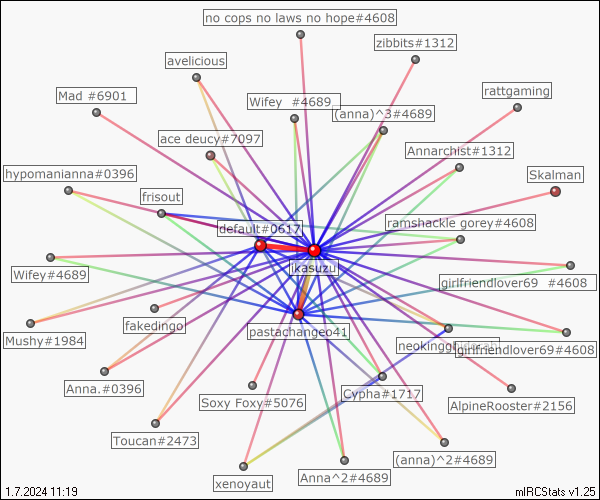 no cops no laws no hope#4608
zibbits#1312
avelicious
rattgaming
Mad #6901
Wifey #4689
(anna)^3#4689
ace deucy#7097
Annarchist#1312
hypomanianna#0396
Skalman
frisout
default#0617
ramshackle gorey#4608
ikasuzu
Wifey#4689
girlfriendlover69 #4608
fakedingo
pastachangeo41
Mushy#1984
girlfriendlover69#4608
Anna.#0396
Soxy Foxy#5076
Cypha#1717
AlpineRooster#2156
Toucan#2473
(anna)^2#4689
Anna^2#4689
xenoyaut
1.7.2024 11:19
mIRCStats v1.25